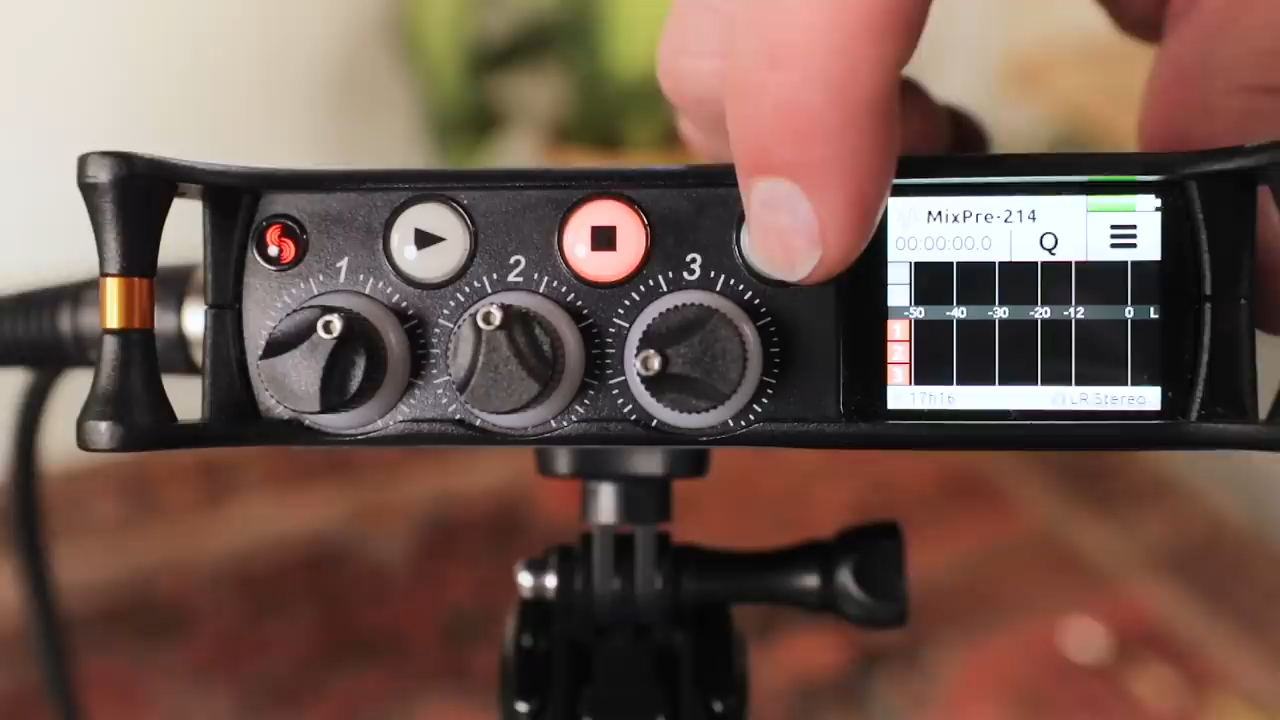 MixPre-214
00:00:00.0 Q
1 2 3
-50 -40 -30 -20 -12 0 L
1
2
3
17h16 LR Stereo